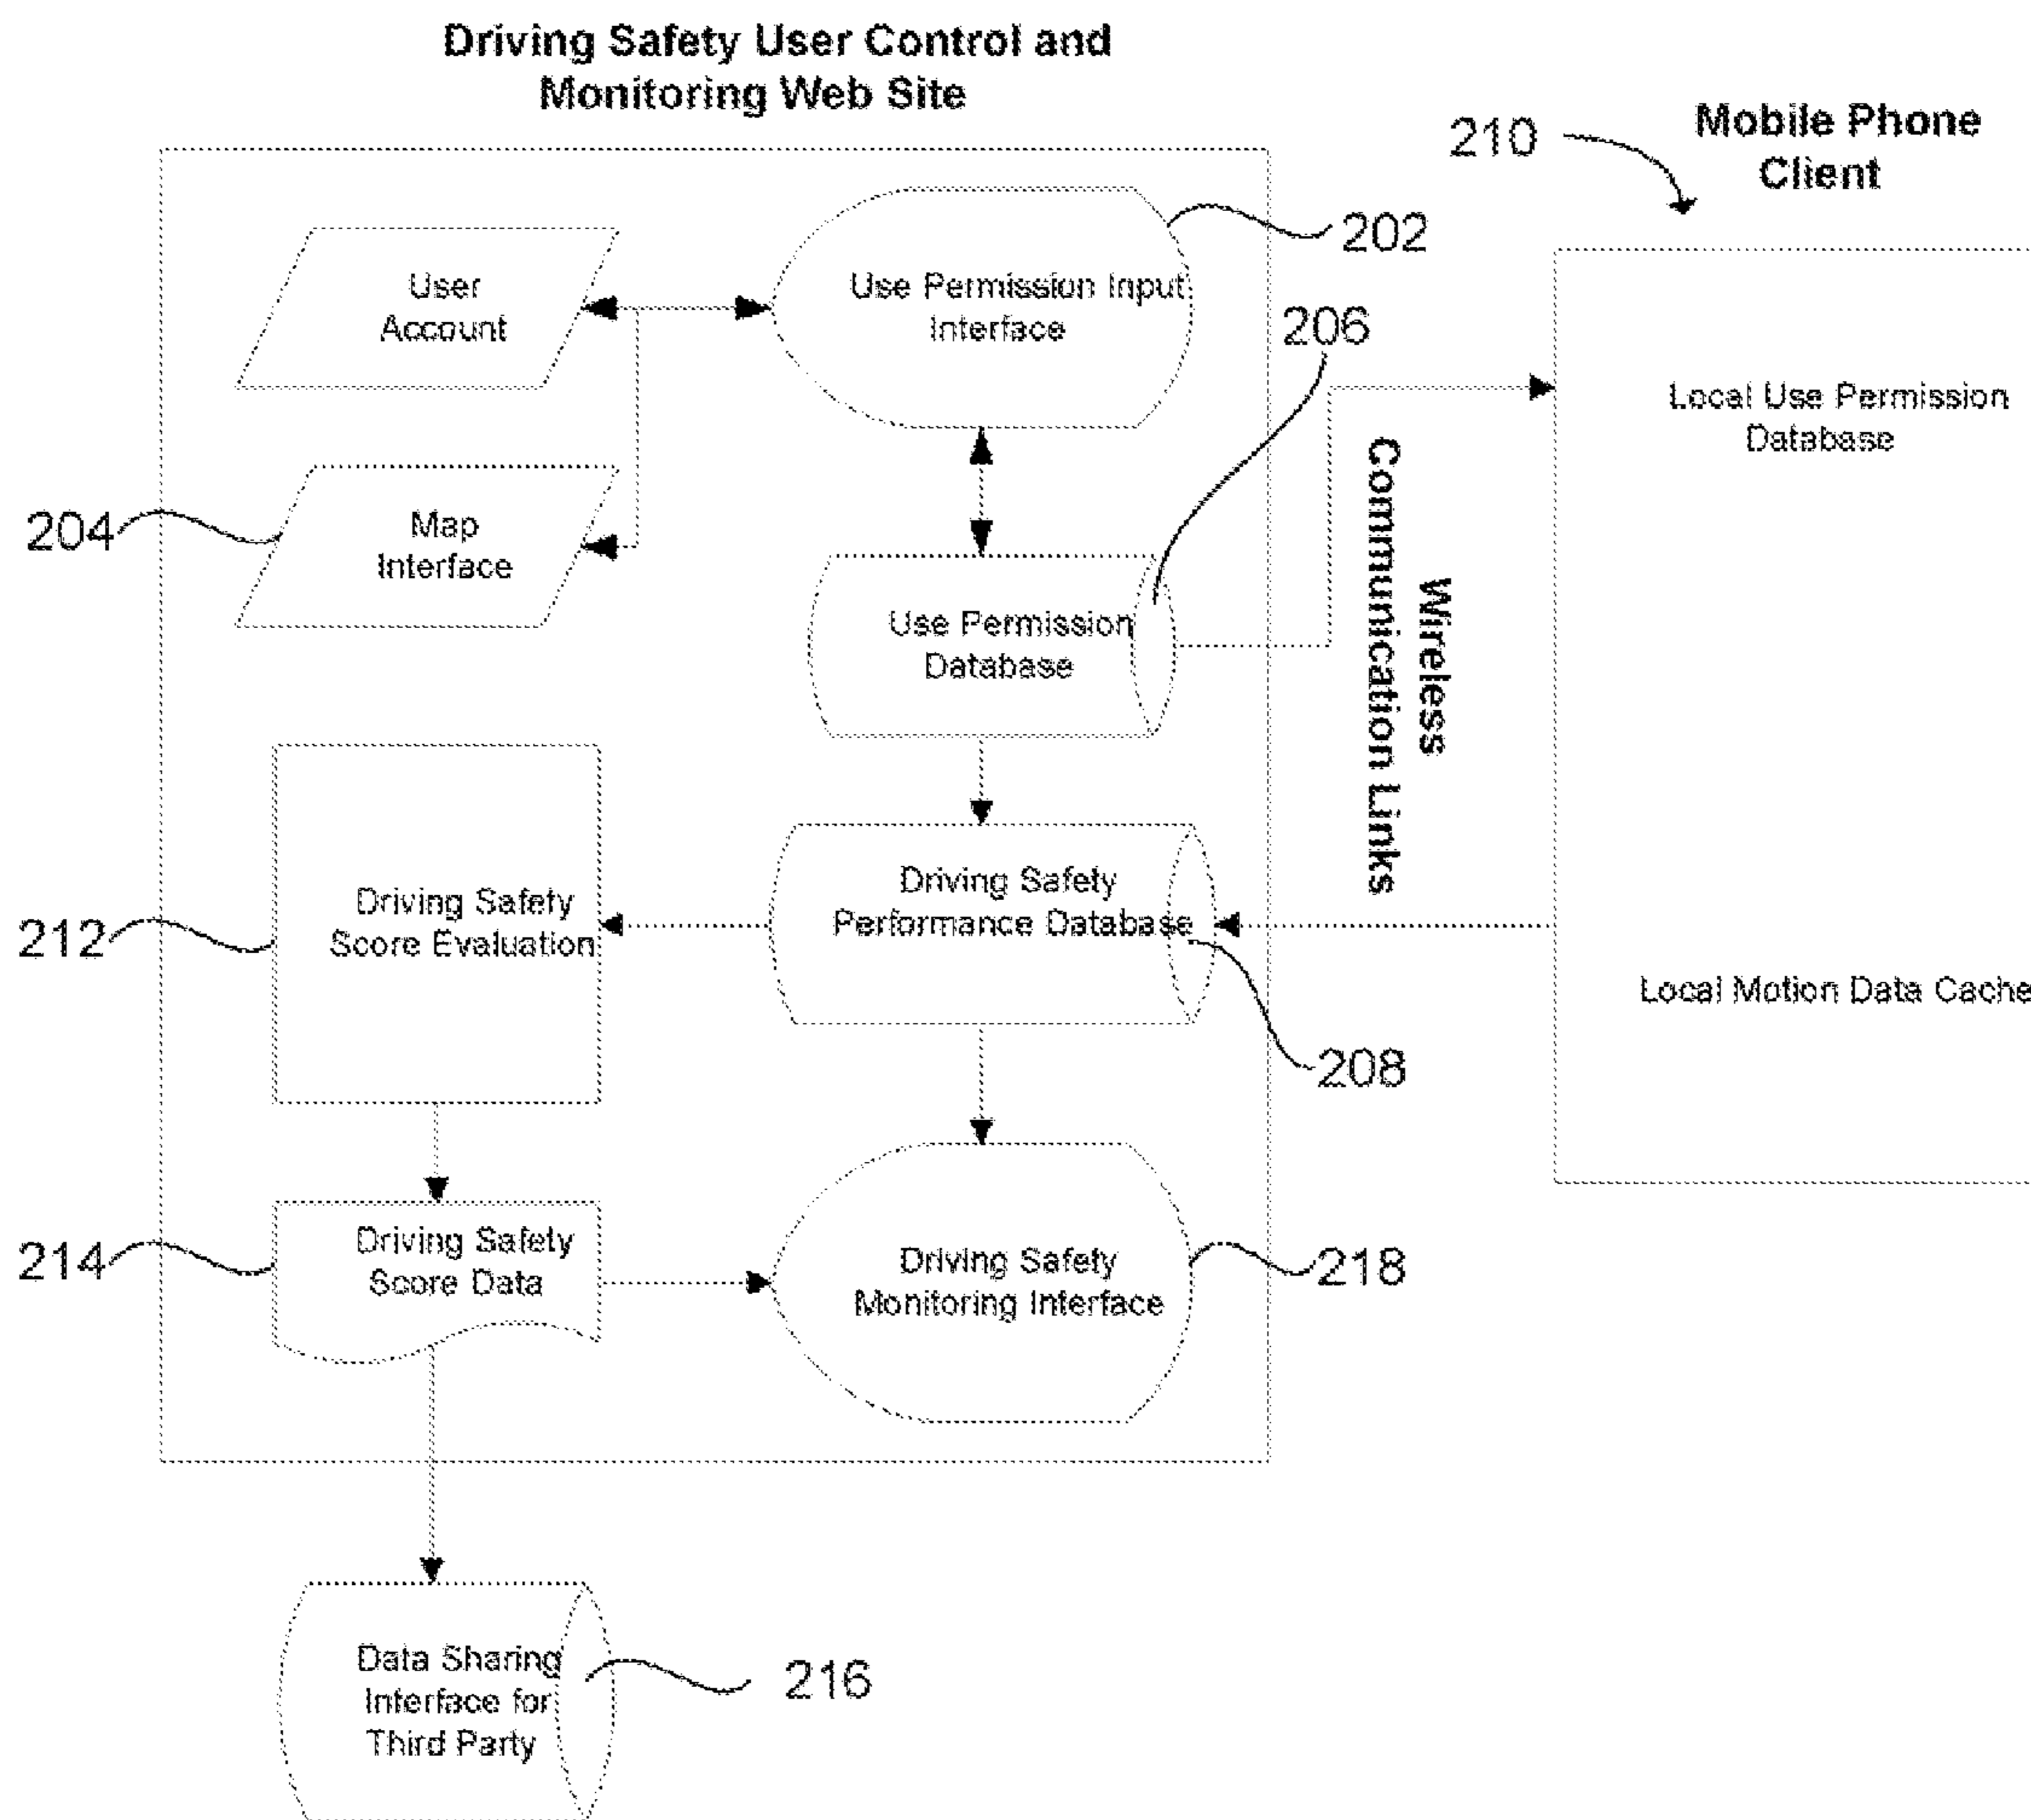 Driving Safety User Control and
Monitoring Web Site
210
Mobile Phone
Client
202
User
Account
Use Permission Input
Interface
206
Local Use Permission
Database
204
Map
Interface
Wireless
Communication Links
Use Permission
Database
Driving Safety
Score Evaluation
212
Driving Safety
Performance Database
Local Motion Data Cache
208
214
Driving Safety
Score Data
Driving Safety
Monitoring Interface
218
Data Sharing
Interface for
Third Party
216